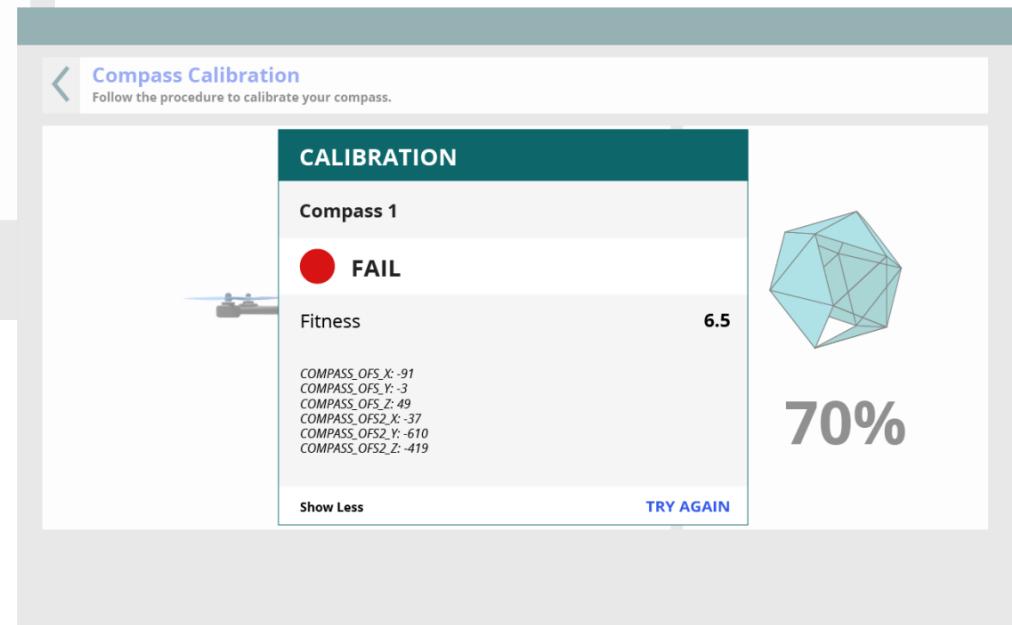 Compass Calibration
Follow the procedure to calibrate your compass.
CALIBRATION
Compass 1
FAIL
Fitness 6.5
COMPASS_OFS_X: -91
COMPASS_OFS_Y: -3
COMPASS_OFS_Z: 49
COMPASS_OFS2_X: -37
COMPASS_OFS2_Y: -610
COMPASS_OFS2_Z: -419
70%
Show Less TRY AGAIN